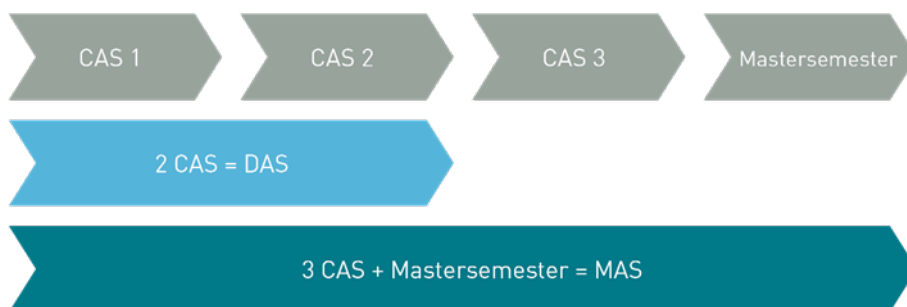 CAS 1
CAS 2
CAS 3
Mastersemester
2 CAS = DAS
3 CAS + Mastersemester = MAS